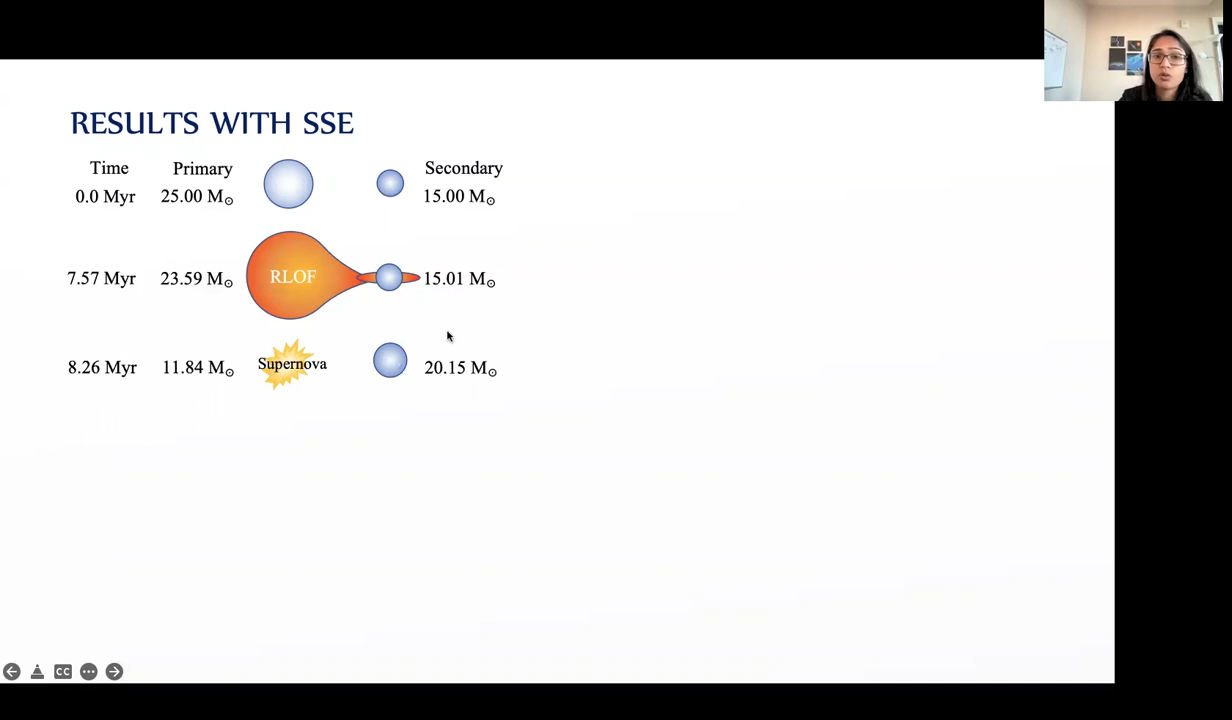 RESULTS WITH SSE
Time Primary Secondary
0.0 Myr 25.00 M⊙ 15.00 M⊙
7.57 Myr 23.59 M⊙ RLOF 15.01 M⊙
8.26 Myr 11.84 M⊙ Supernova 20.15 M⊙
CC